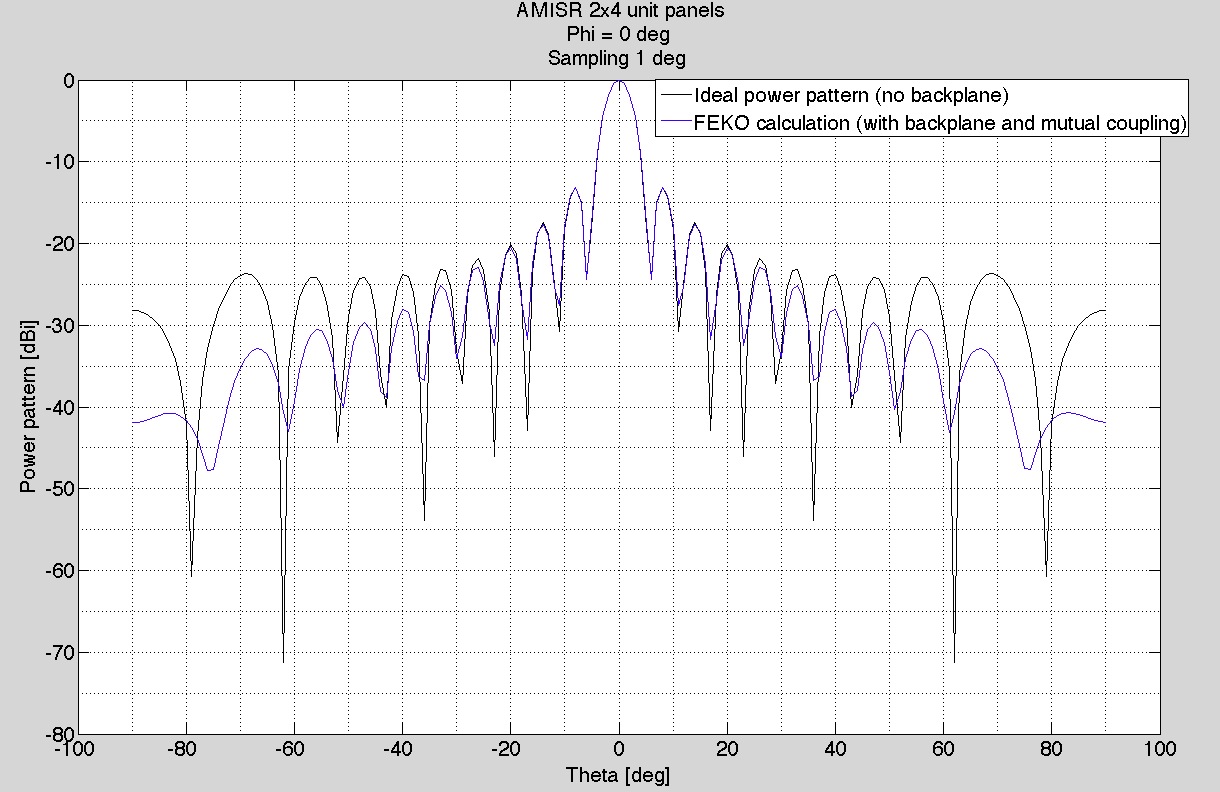 AMISR 2x4 unit panels
Phi = 0 deg
Sampling 1 deg
Ideal power pattern (no backplane)
FEKO calculation (with backplane and mutual coupling)
Power pattern [dBi]
0
-10
-20
-30
-40
-50
-60
-70
-80
-100 -80 -60 -40 -20 0 20 40 60 80 100
Theta [deg]